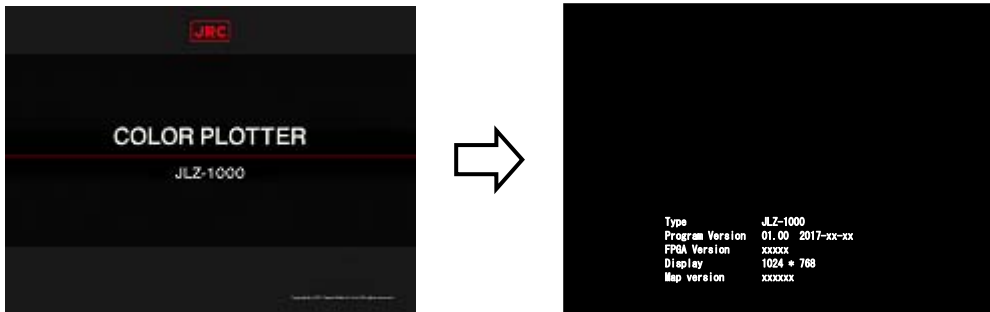 JRC
COLOR PLOTTER
JLZ-1000
Type JLZ-1000
Program Version 01.00 2017-xx-xx
FPGA Version xxxxx
Display 1024 * 768
Map version xxxxxx